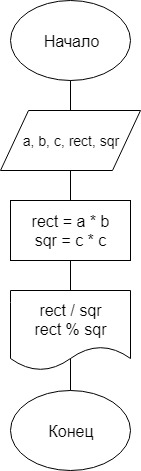 Начало
a, b, c, rect, sqr
rect = a * b
sqr = c * c
rect / sqr
rect % sqr
Конец